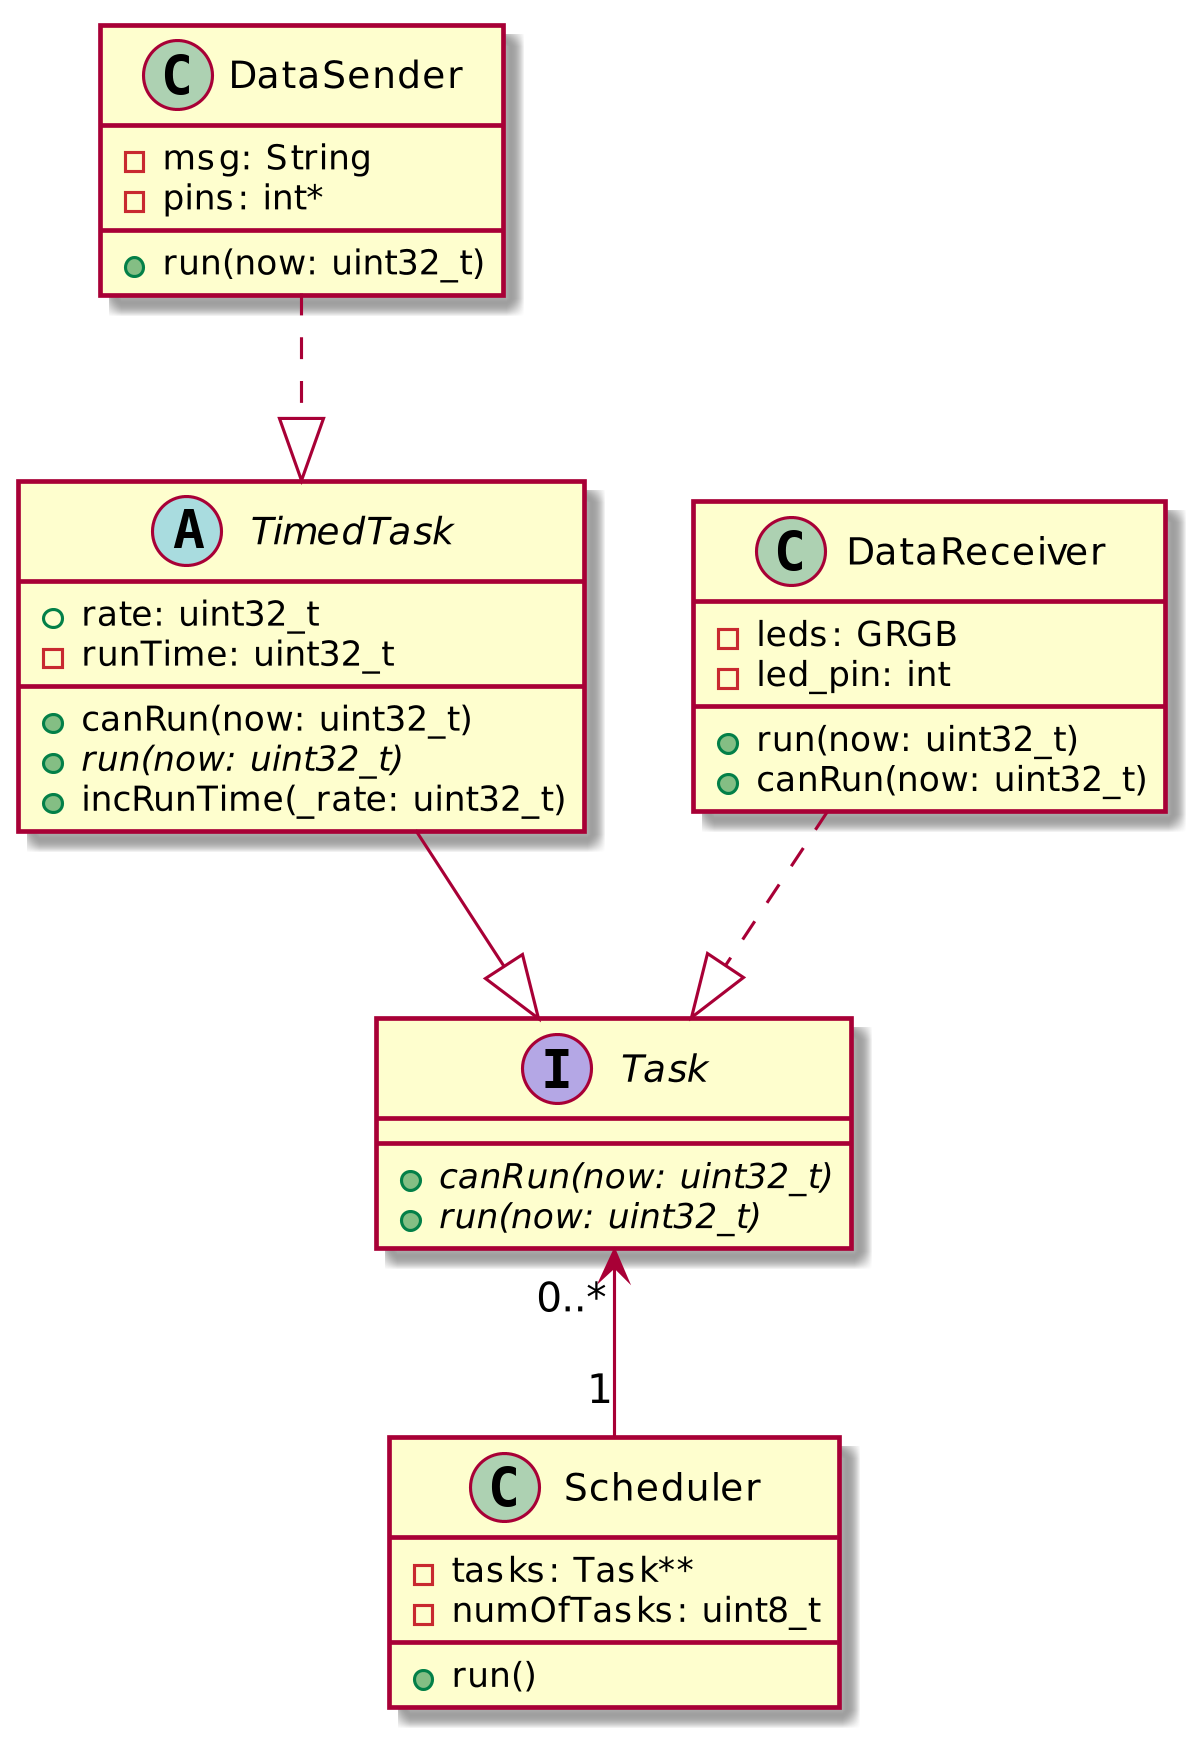 C DataSender
msg: String
pins: int*
run(now: uint32_t)
A TimedTask
rate: uint32_t
runTime: uint32_t
canRun(now: uint32_t)
run(now: uint32_t)
incRunTime(_rate: uint32_t)
C DataReceiver
leds: GRGB
led_pin: int
run(now: uint32_t)
canRun(now: uint32_t)
I Task
canRun(now: uint32_t)
run(now: uint32_t)
0..*
1
C Scheduler
tasks: Task**
numOfTasks: uint8_t
run()